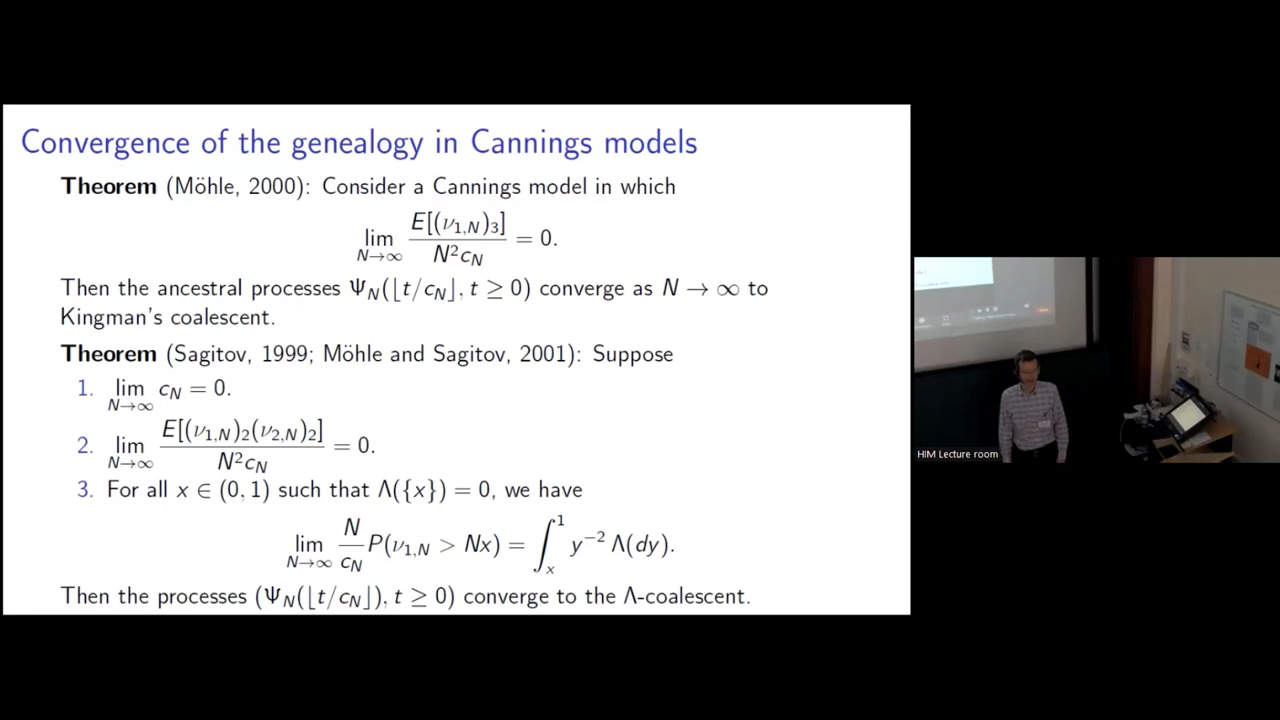 Convergence of the genealogy in Cannings models
Theorem (Möhle, 2000): Consider a Cannings model in which
lim_{N→∞} E[(ν_{1,N})_3] / N²c_N = 0.
Then the ancestral processes Ψ_N(⌊t/c_N⌋, t ≥ 0) converge as N → ∞ to
Kingman's coalescent.
Theorem (Sagitov, 1999; Möhle and Sagitov, 2001): Suppose
1. lim_{N→∞} c_N = 0.
2. lim_{N→∞} E[(ν_{1,N})_2(ν_{2,N})_2] / N²c_N = 0.
3. For all x ∈ (0, 1) such that Λ({x}) = 0, we have
lim_{N→∞} N/c_N P(ν_{1,N} > Nx) = ∫_x^1 y^{-2} Λ(dy).
Then the processes (Ψ_N(⌊t/c_N⌋), t ≥ 0) converge to the Λ-coalescent.
HIM Lecture room